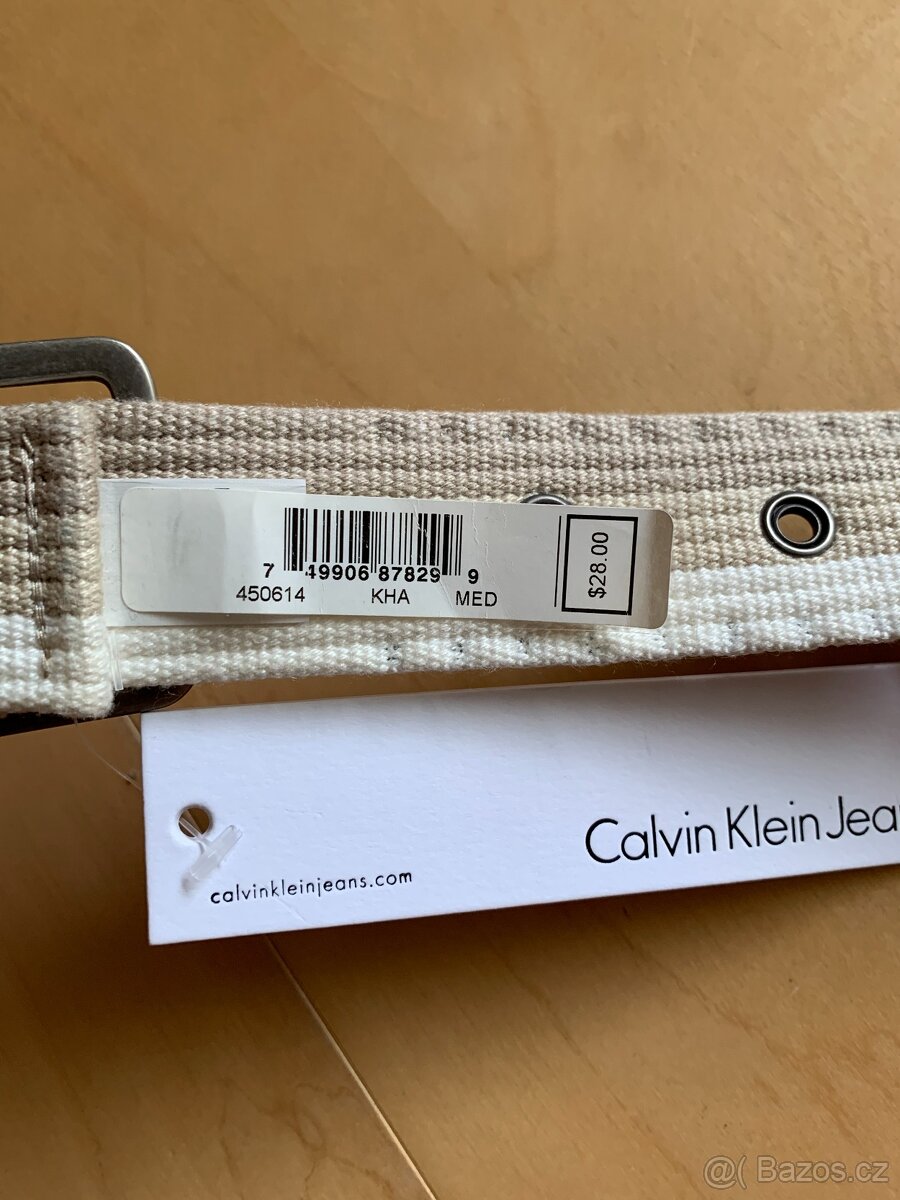 7 49906 87829 9
450614 KHA MED
$28.00
Calvin Klein Jea
calvinkleinjeans.com
@( Bazos.cz